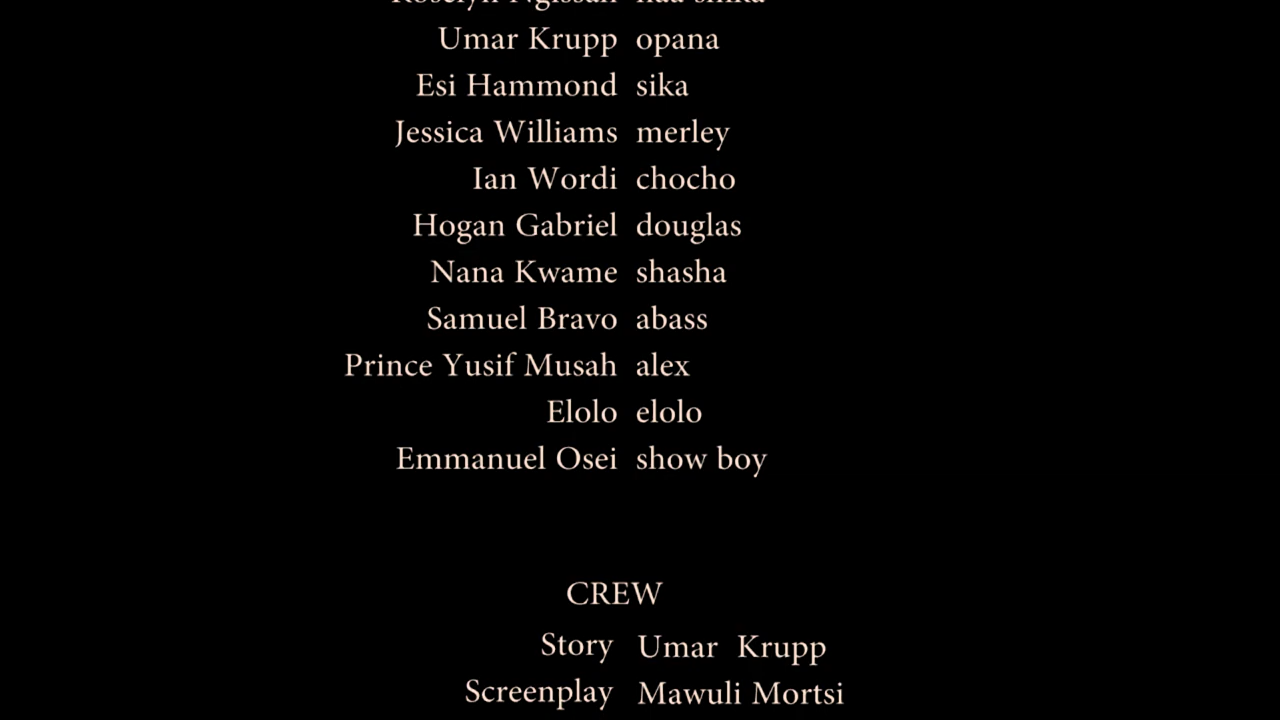 Umar Krupp opana
Esi Hammond sika
Jessica Williams merley
Ian Wordi chocho
Hogan Gabriel douglas
Nana Kwame shasha
Samuel Bravo abass
Prince Yusif Musah alex
Elolo elolo
Emmanuel Osei show boy
CREW
Story Umar Krupp
Screenplay Mawuli Mortsi